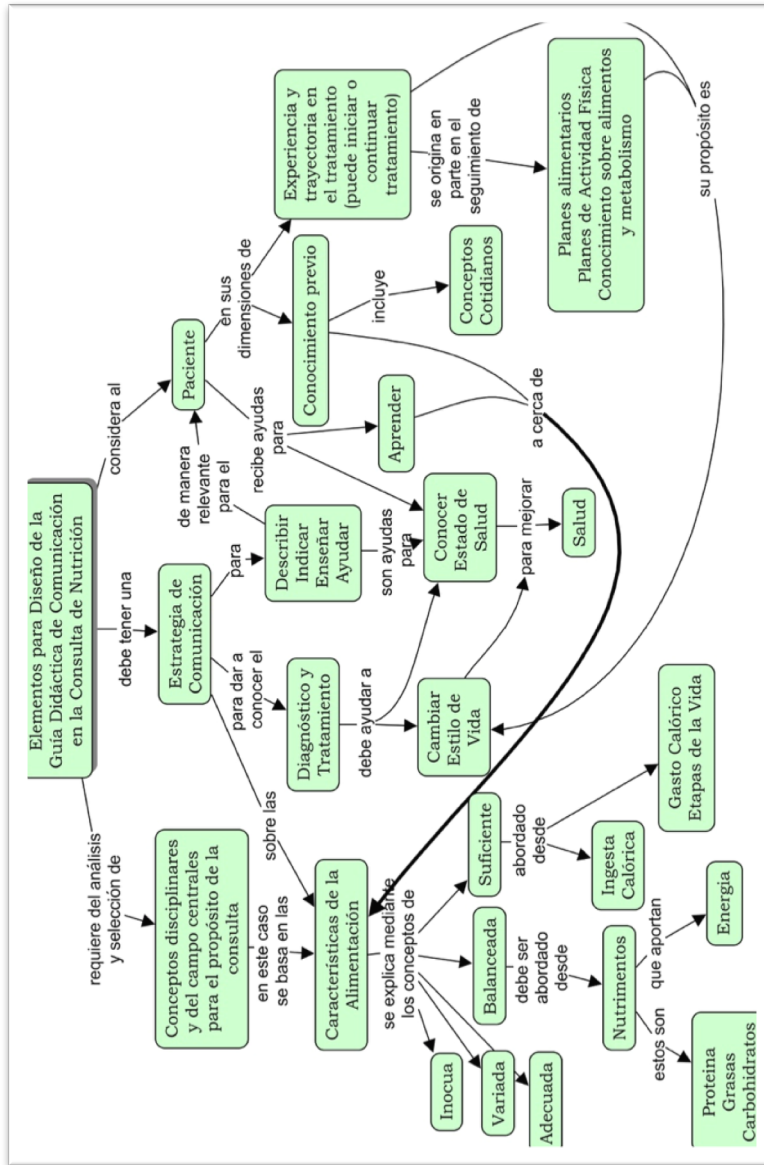 Elementos para Diseño de la
Guía Didáctica de Comunicación
en la Consulta de Nutrición
requiere del análisis
y selección de
debe tener una
considera al
Conceptos disciplinares
y del campo centrales
para el propósito de la
consulta
Estrategia de
Comunicación
Paciente
en este caso
se basa en las
sobre las
para dar a
conocer el
para
de manera
relevante
para el
recibe ayudas
para
en sus
dimensiones de
Características de la
Alimentación
Diagnóstico y
Tratamiento
Describir
Indicar
Enseñar
Ayudar
Conocimiento previo
Experiencia y
trayectoria en
el tratamiento
(puede iniciar o
continuar
tratamiento)
se explica mediante
los conceptos de
debe ayudar a
son ayudas
para
Aprender
incluye
se origina en
parte en el
seguimiento de
Inocua
Variada
Adecuada
Balanceada
Suficiente
Cambiar
Estilo de
Vida
Conocer
Estado de
Salud
Conceptos
Cotidianos
debe ser
abordado
desde
abordado
desde
para mejorar
a cerca de
Nutrimentos
Ingesta
Calórica
Salud
Planes alimentarios
Planes de Actividad Física
Conocimiento sobre alimentos
y metabolismo
estos son
que aportan
Gasto Calórico
Etapas de la Vida
su propósito es
Proteina
Grasas
Carbohidratos
Energia